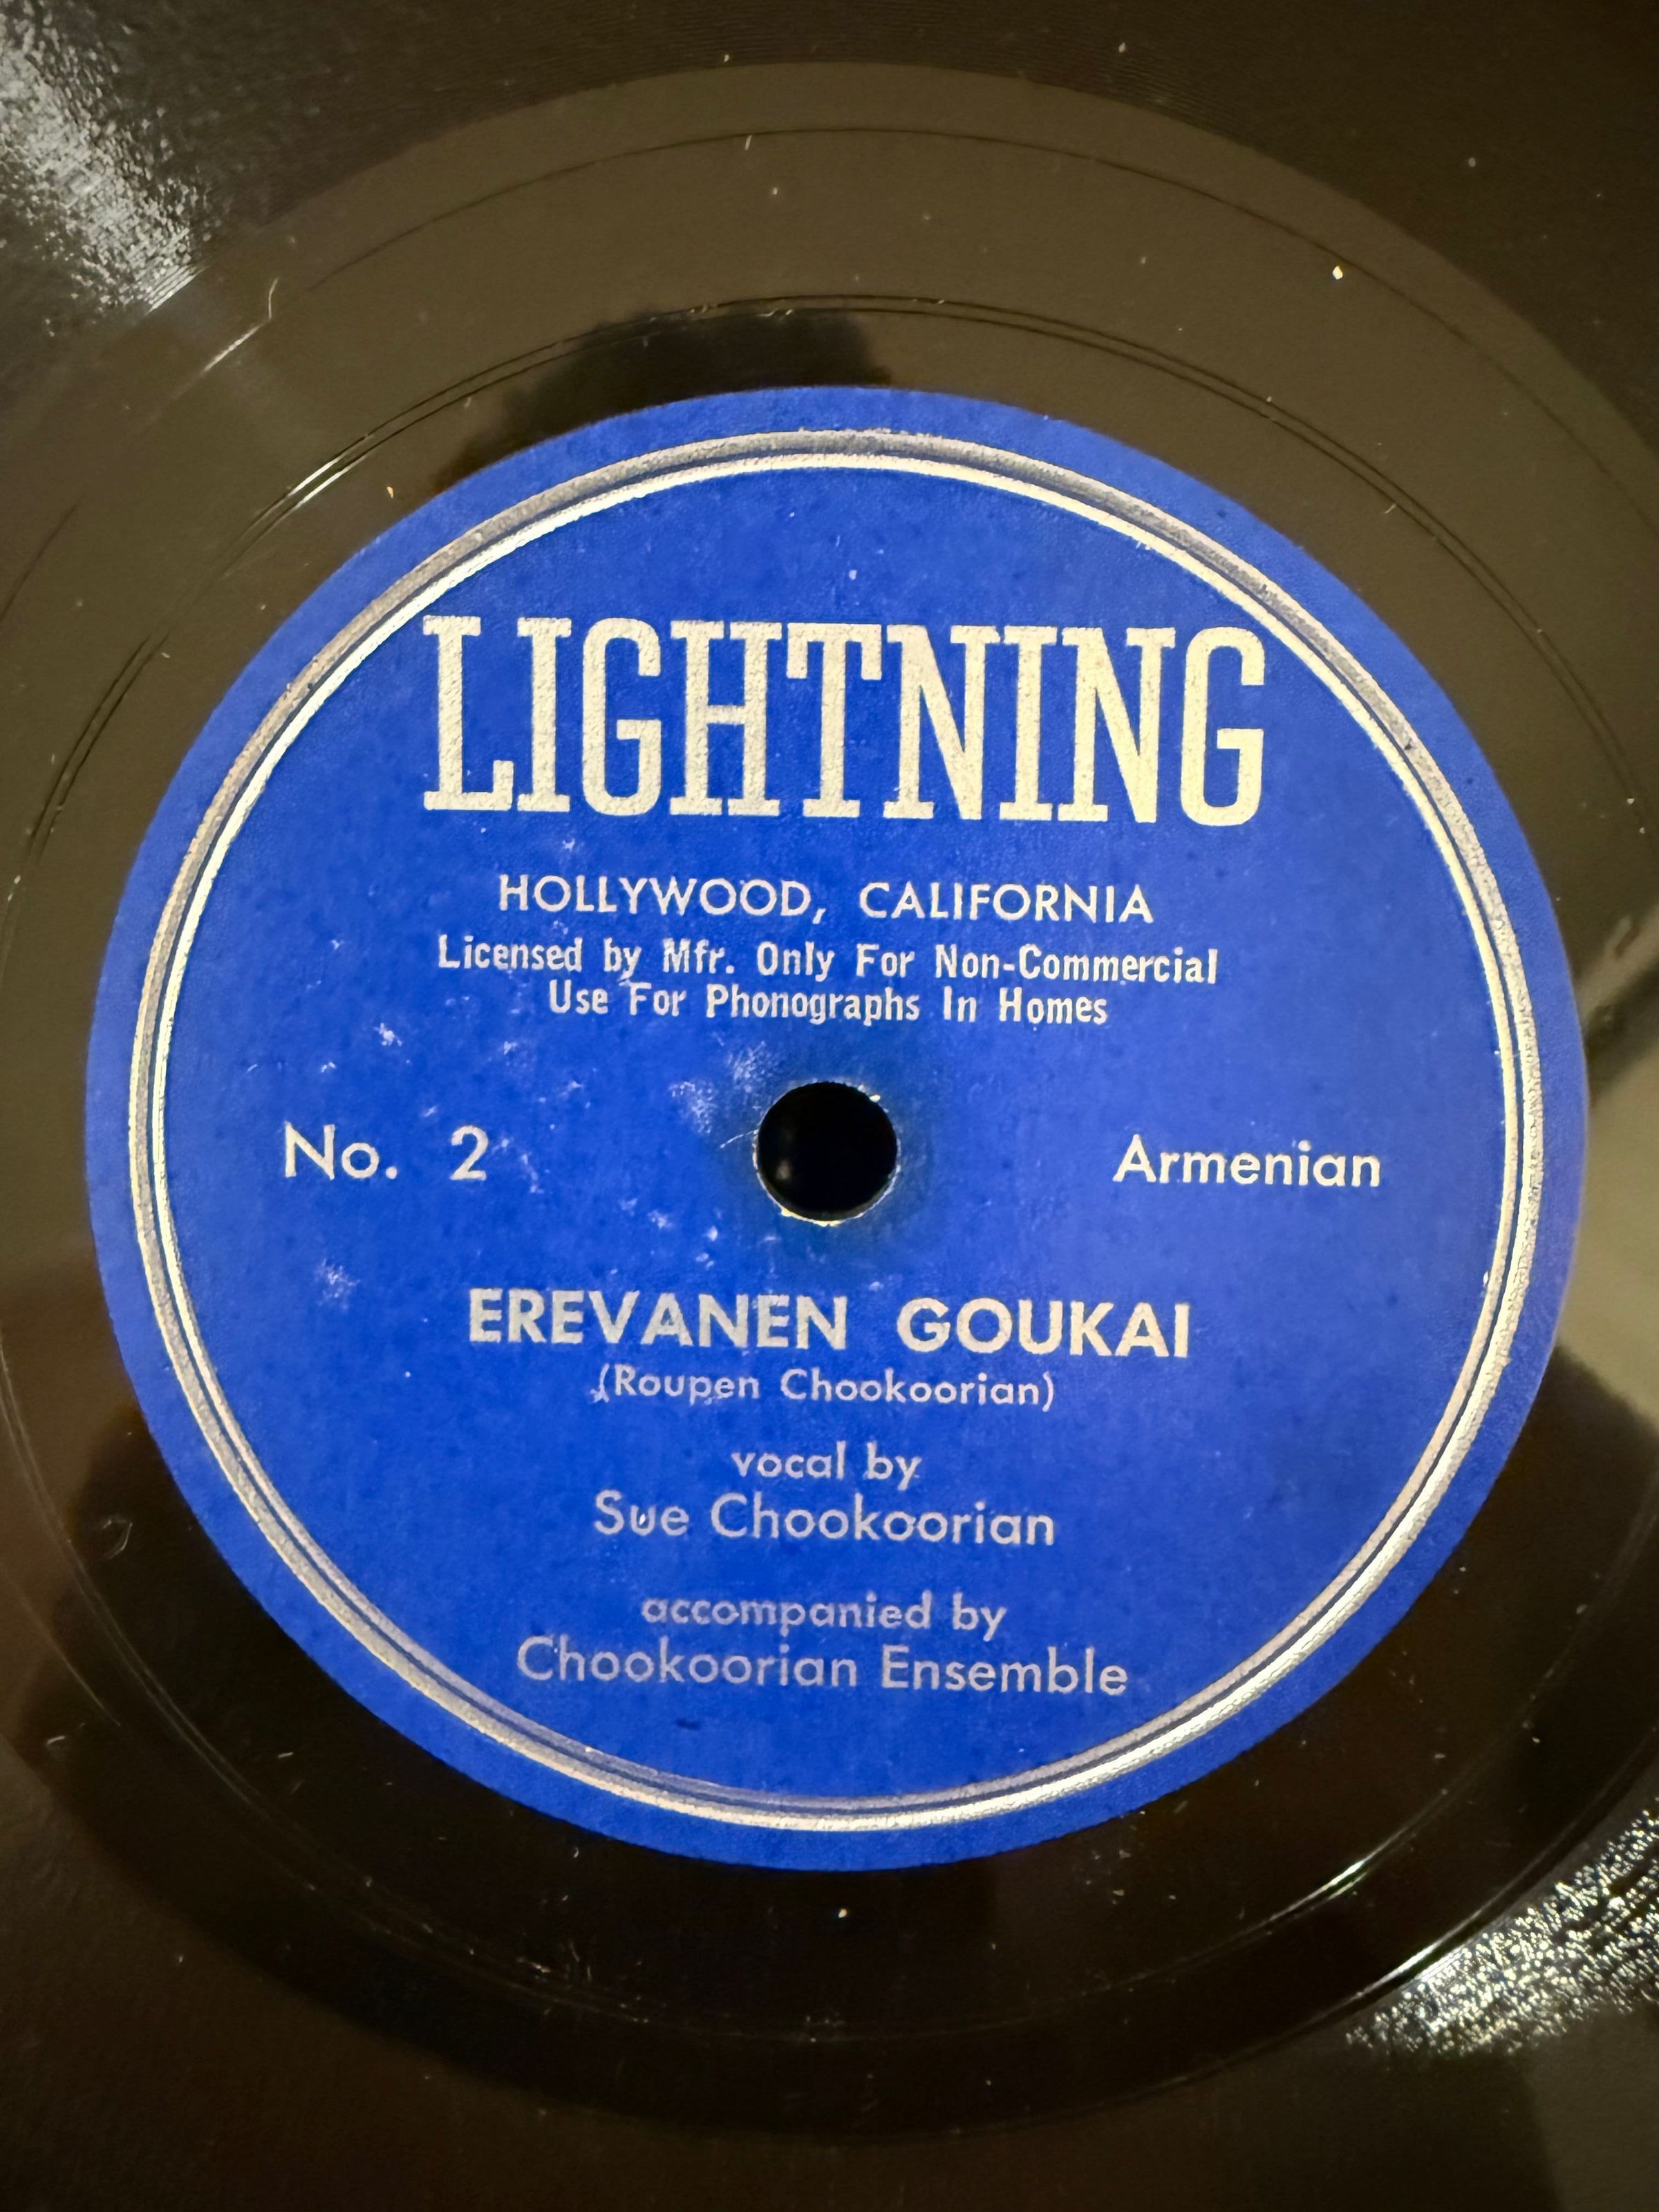 LIGHTNING
HOLLYWOOD, CALIFORNIA
Licensed by Mfr. Only For Non-Commercial
Use For Phonographs In Homes
No. 2
Armenian
EREVANEN GOUKAI
(Roupen Chookoorian)
vocal by
Sue Chookoorian
accompanied by
Chookoorian Ensemble